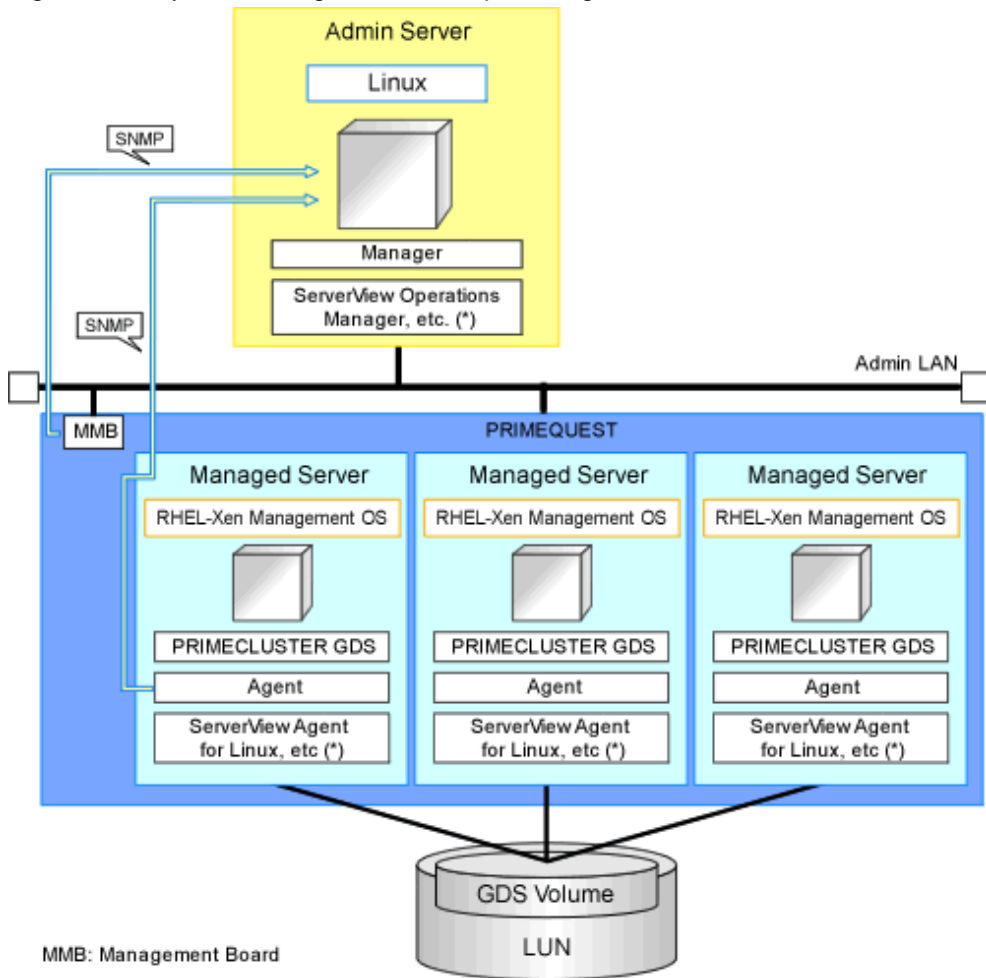 Admin Server
Linux
SNMP
Manager
ServerView Operations
Manager, etc. (*)
SNMP
Admin LAN
MMB
PRIMEQUEST
Managed Server
Managed Server
Managed Server
RHEL-Xen Management OS
RHEL-Xen Management OS
RHEL-Xen Management OS
PRIMECLUSTER GDS
PRIMECLUSTER GDS
PRIMECLUSTER GDS
Agent
Agent
Agent
ServerView Agent
for Linux, etc (*)
ServerView Agent
for Linux, etc (*)
ServerView Agent
for Linux, etc (*)
GDS Volume
LUN
MMB: Management Board